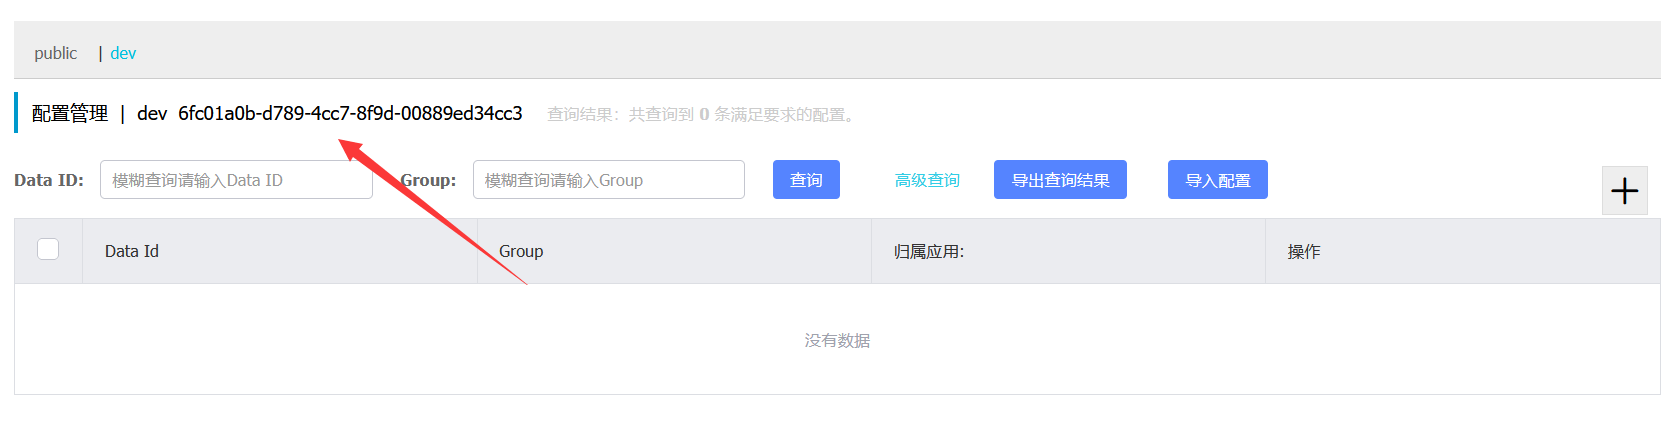 public | dev
配置管理 | dev 6fc01a0b-d789-4cc7-8f9d-00889ed34cc3 查询结果：共查询到 0 条满足要求的配置。
Data ID: 模糊查询请输入Data ID Group: 模糊查询请输入Group 查询 高级查询 导出查询结果 导入配置
Data Id Group 归属应用: 操作
没有数据